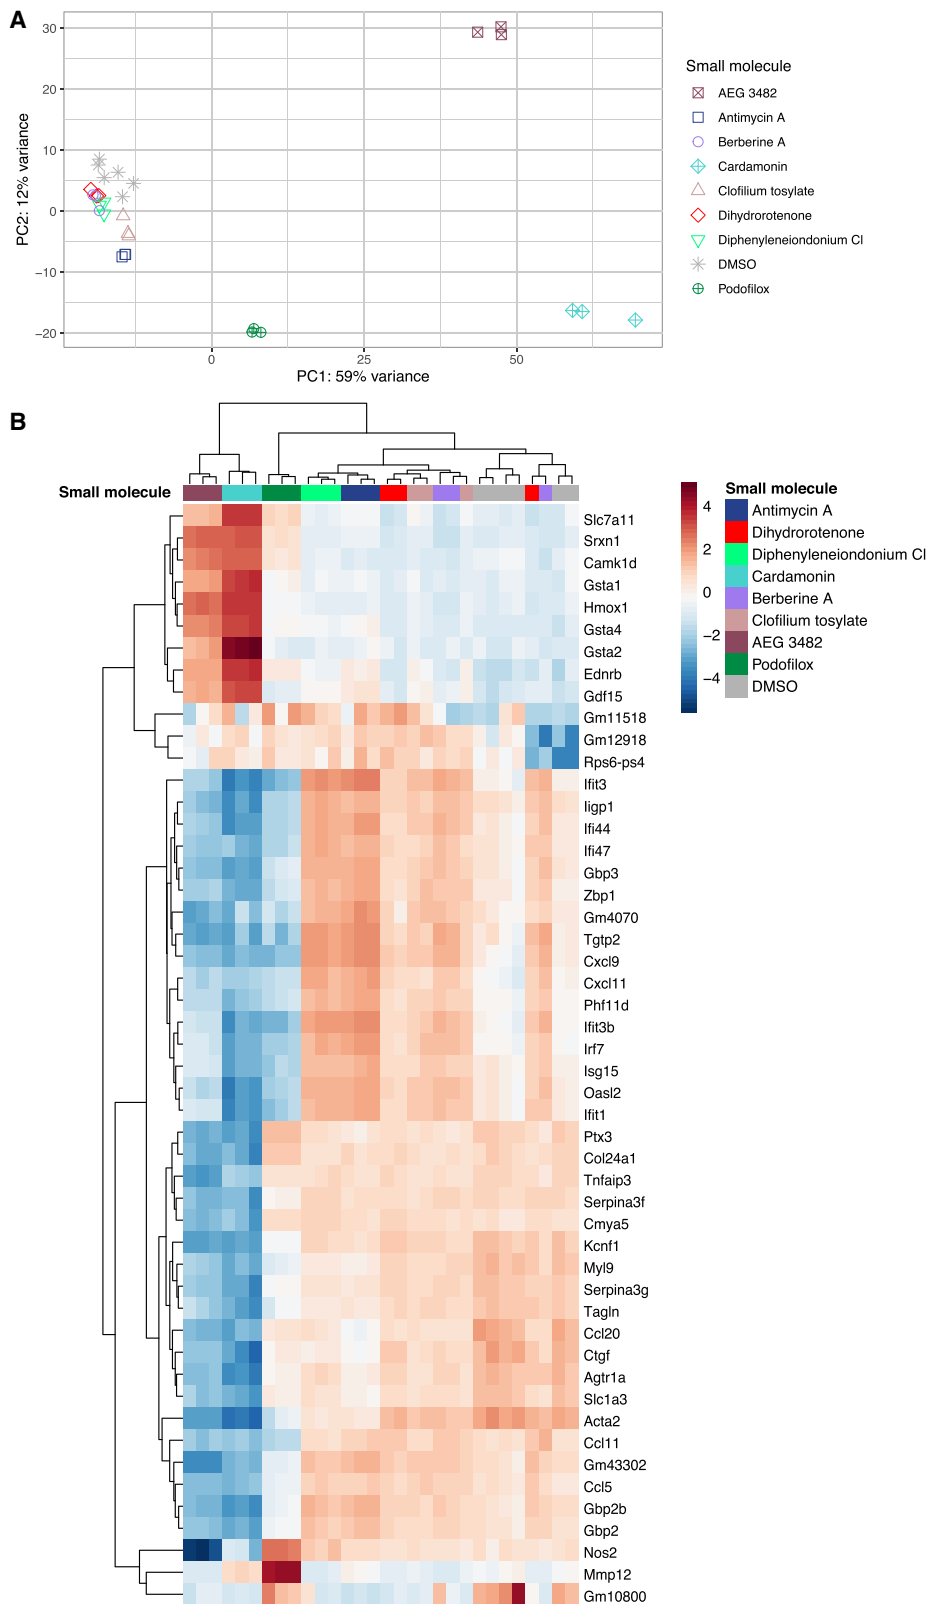 A
30
20
10
0
−10
−20
PC2: 12% variance
0
25
50
PC1: 59% variance
Small molecule
AEG 3482
Antimycin A
Berberine A
Cardamonin
Clofilium tosylate
Dihydrorotenone
Diphenyleneiondonium Cl
DMSO
Podofilox
B
Small molecule
4
2
0
−2
−4
Small molecule
Antimycin A
Dihydrorotenone
Diphenyleneiondonium Cl
Cardamonin
Berberine A
Clofilium tosylate
AEG 3482
Podofilox
DMSO
Slc7a11
Srxn1
Camk1d
Gsta1
Hmox1
Gsta4
Gsta2
Ednrb
Gdf15
Gm11518
Gm12918
Rps6-ps4
Ifit3
Iigp1
Ifi44
Ifi47
Gbp3
Zbp1
Gm4070
Tgtp2
Cxcl9
Cxcl11
Phf11d
Ifit3b
Irf7
Isg15
Oasl2
Ifit1
Ptx3
Col24a1
Tnfaip3
Serpina3f
Cmya5
Kcnf1
Myl9
Serpina3g
Tagln
Ccl20
Ctgf
Agtr1a
Slc1a3
Acta2
Ccl11
Gm43302
Ccl5
Gbp2b
Gbp2
Nos2
Mmp12
Gm10800